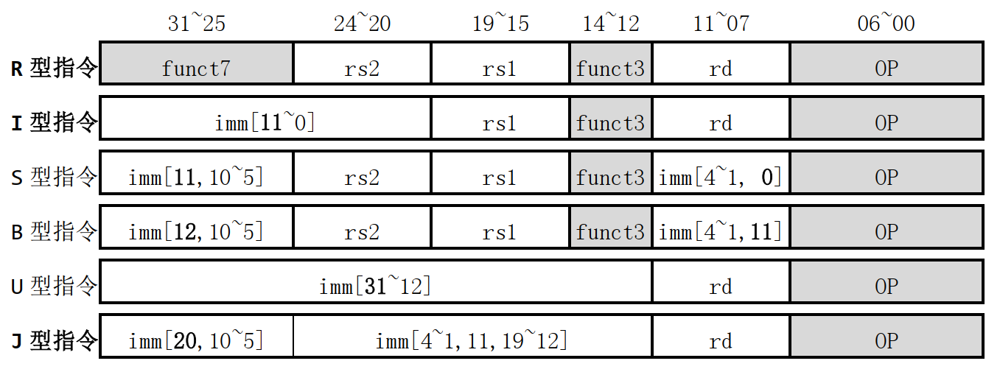 31~25 24~20 19~15 14~12 11~07 06~00
R 型指令 funct7 rs2 rs1 funct3 rd OP
I 型指令 imm[11~0] rs1 funct3 rd OP
S 型指令 imm[11,10~5] rs2 rs1 funct3 imm[4~1, 0] OP
B 型指令 imm[12,10~5] rs2 rs1 funct3 imm[4~1,11] OP
U 型指令 imm[31~12] rd OP
J 型指令 imm[20,10~5] imm[4~1,11,19~12] rd OP